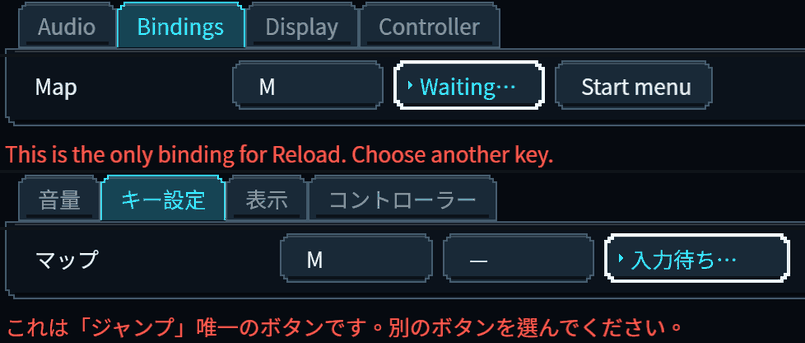 Audio Bindings Display Controller
Map M Waiting… Start menu
This is the only binding for Reload. Choose another key.
音量 キー設定 表示 コントローラー
マップ M — 入力待ち…
これは「ジャンプ」唯一のボタンです。別のボタンを選んでください。